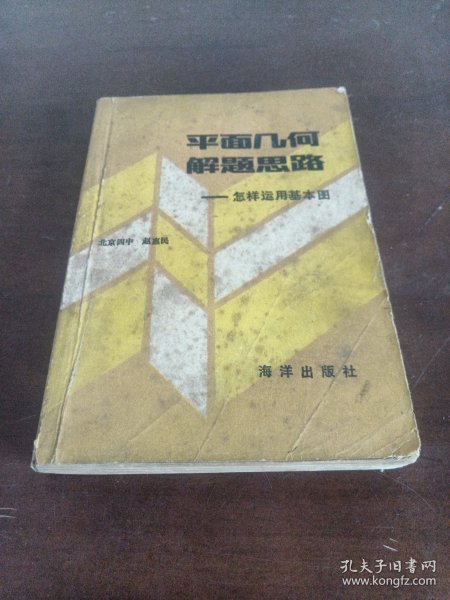 平面几何
解题思路
——怎样运用基本图
北京四中 赵惠民
海洋出版社
孔夫子旧书网
www.kongfz.com